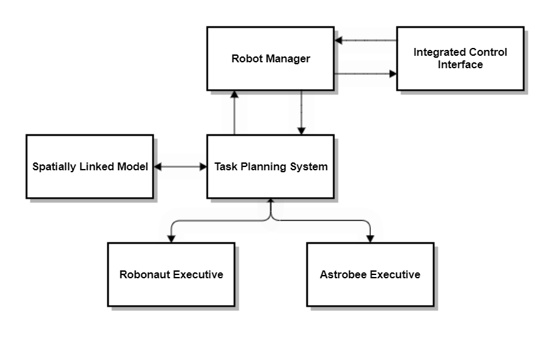 Robot Manager
Integrated Control
Interface
Spatially Linked Model
Task Planning System
Robonaut Executive
Astrobee Executive